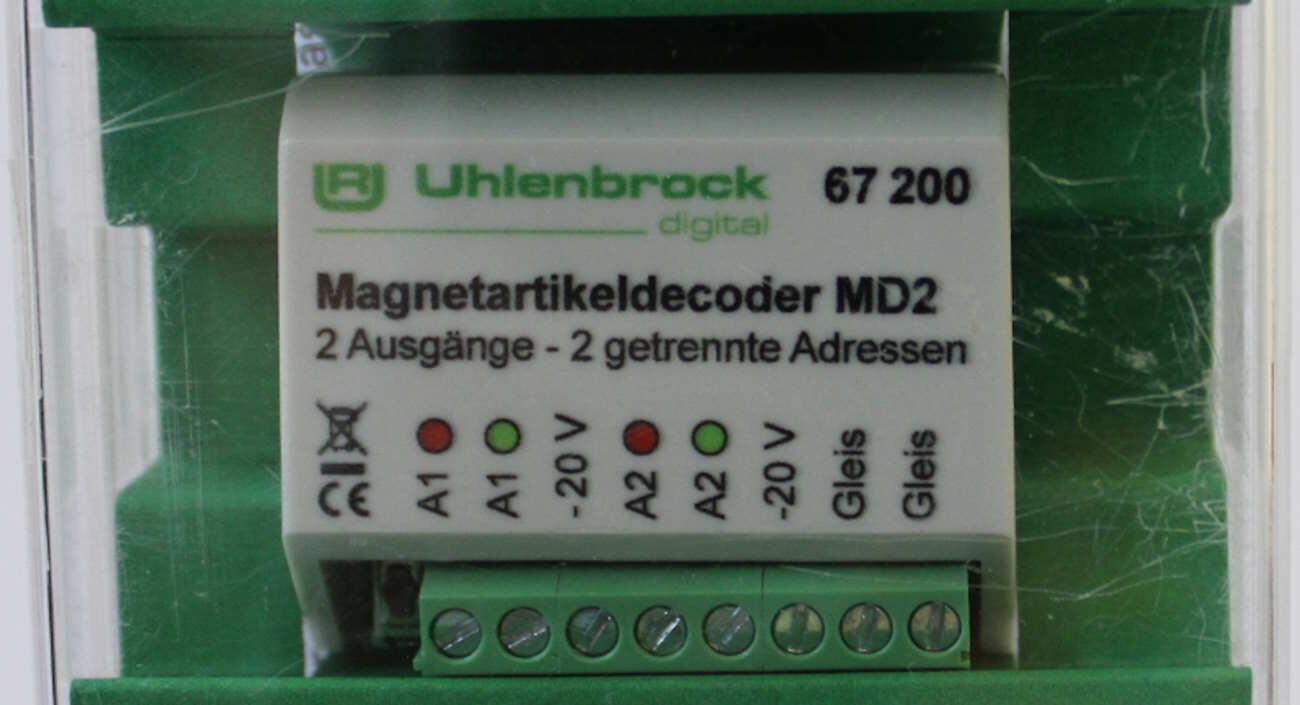 Uhlenbrock 67 200
digital
Magnetartikeldecoder MD2
2 Ausgänge - 2 getrennte Adressen
CE A1 A1 -20 V A2 A2 -20 V Gleis Gleis